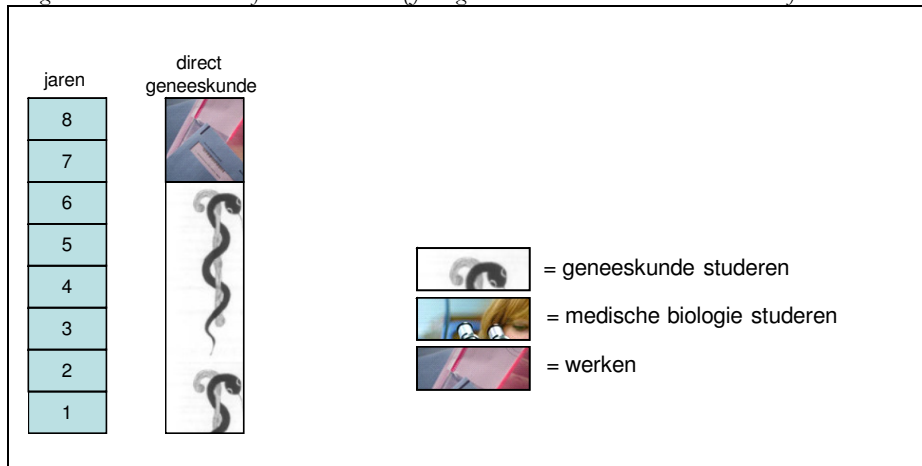 jaren
direct
geneeskunde
8
7
6
5
4
3
2
1
= geneeskunde studeren
= medische biologie studeren
= werken